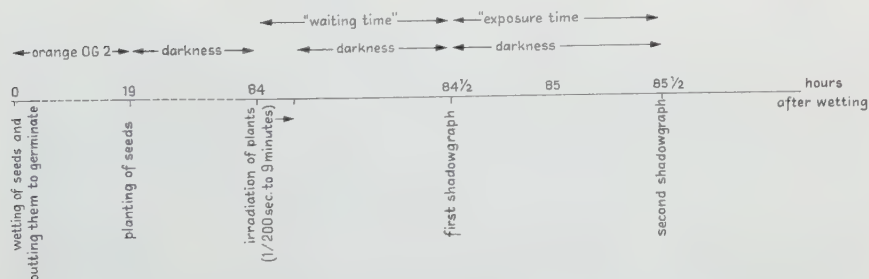 "waiting time"
"exposure time
orange OG 2
darkness
darkness
darkness
0
19
84
84½
85
85½
hours
after wetting
wetting of seeds and
putting them to germinate
planting of seeds
irradiation of plants
(1/200 sec. to 9 minutes)
first shadowgraph
second shadowgraph